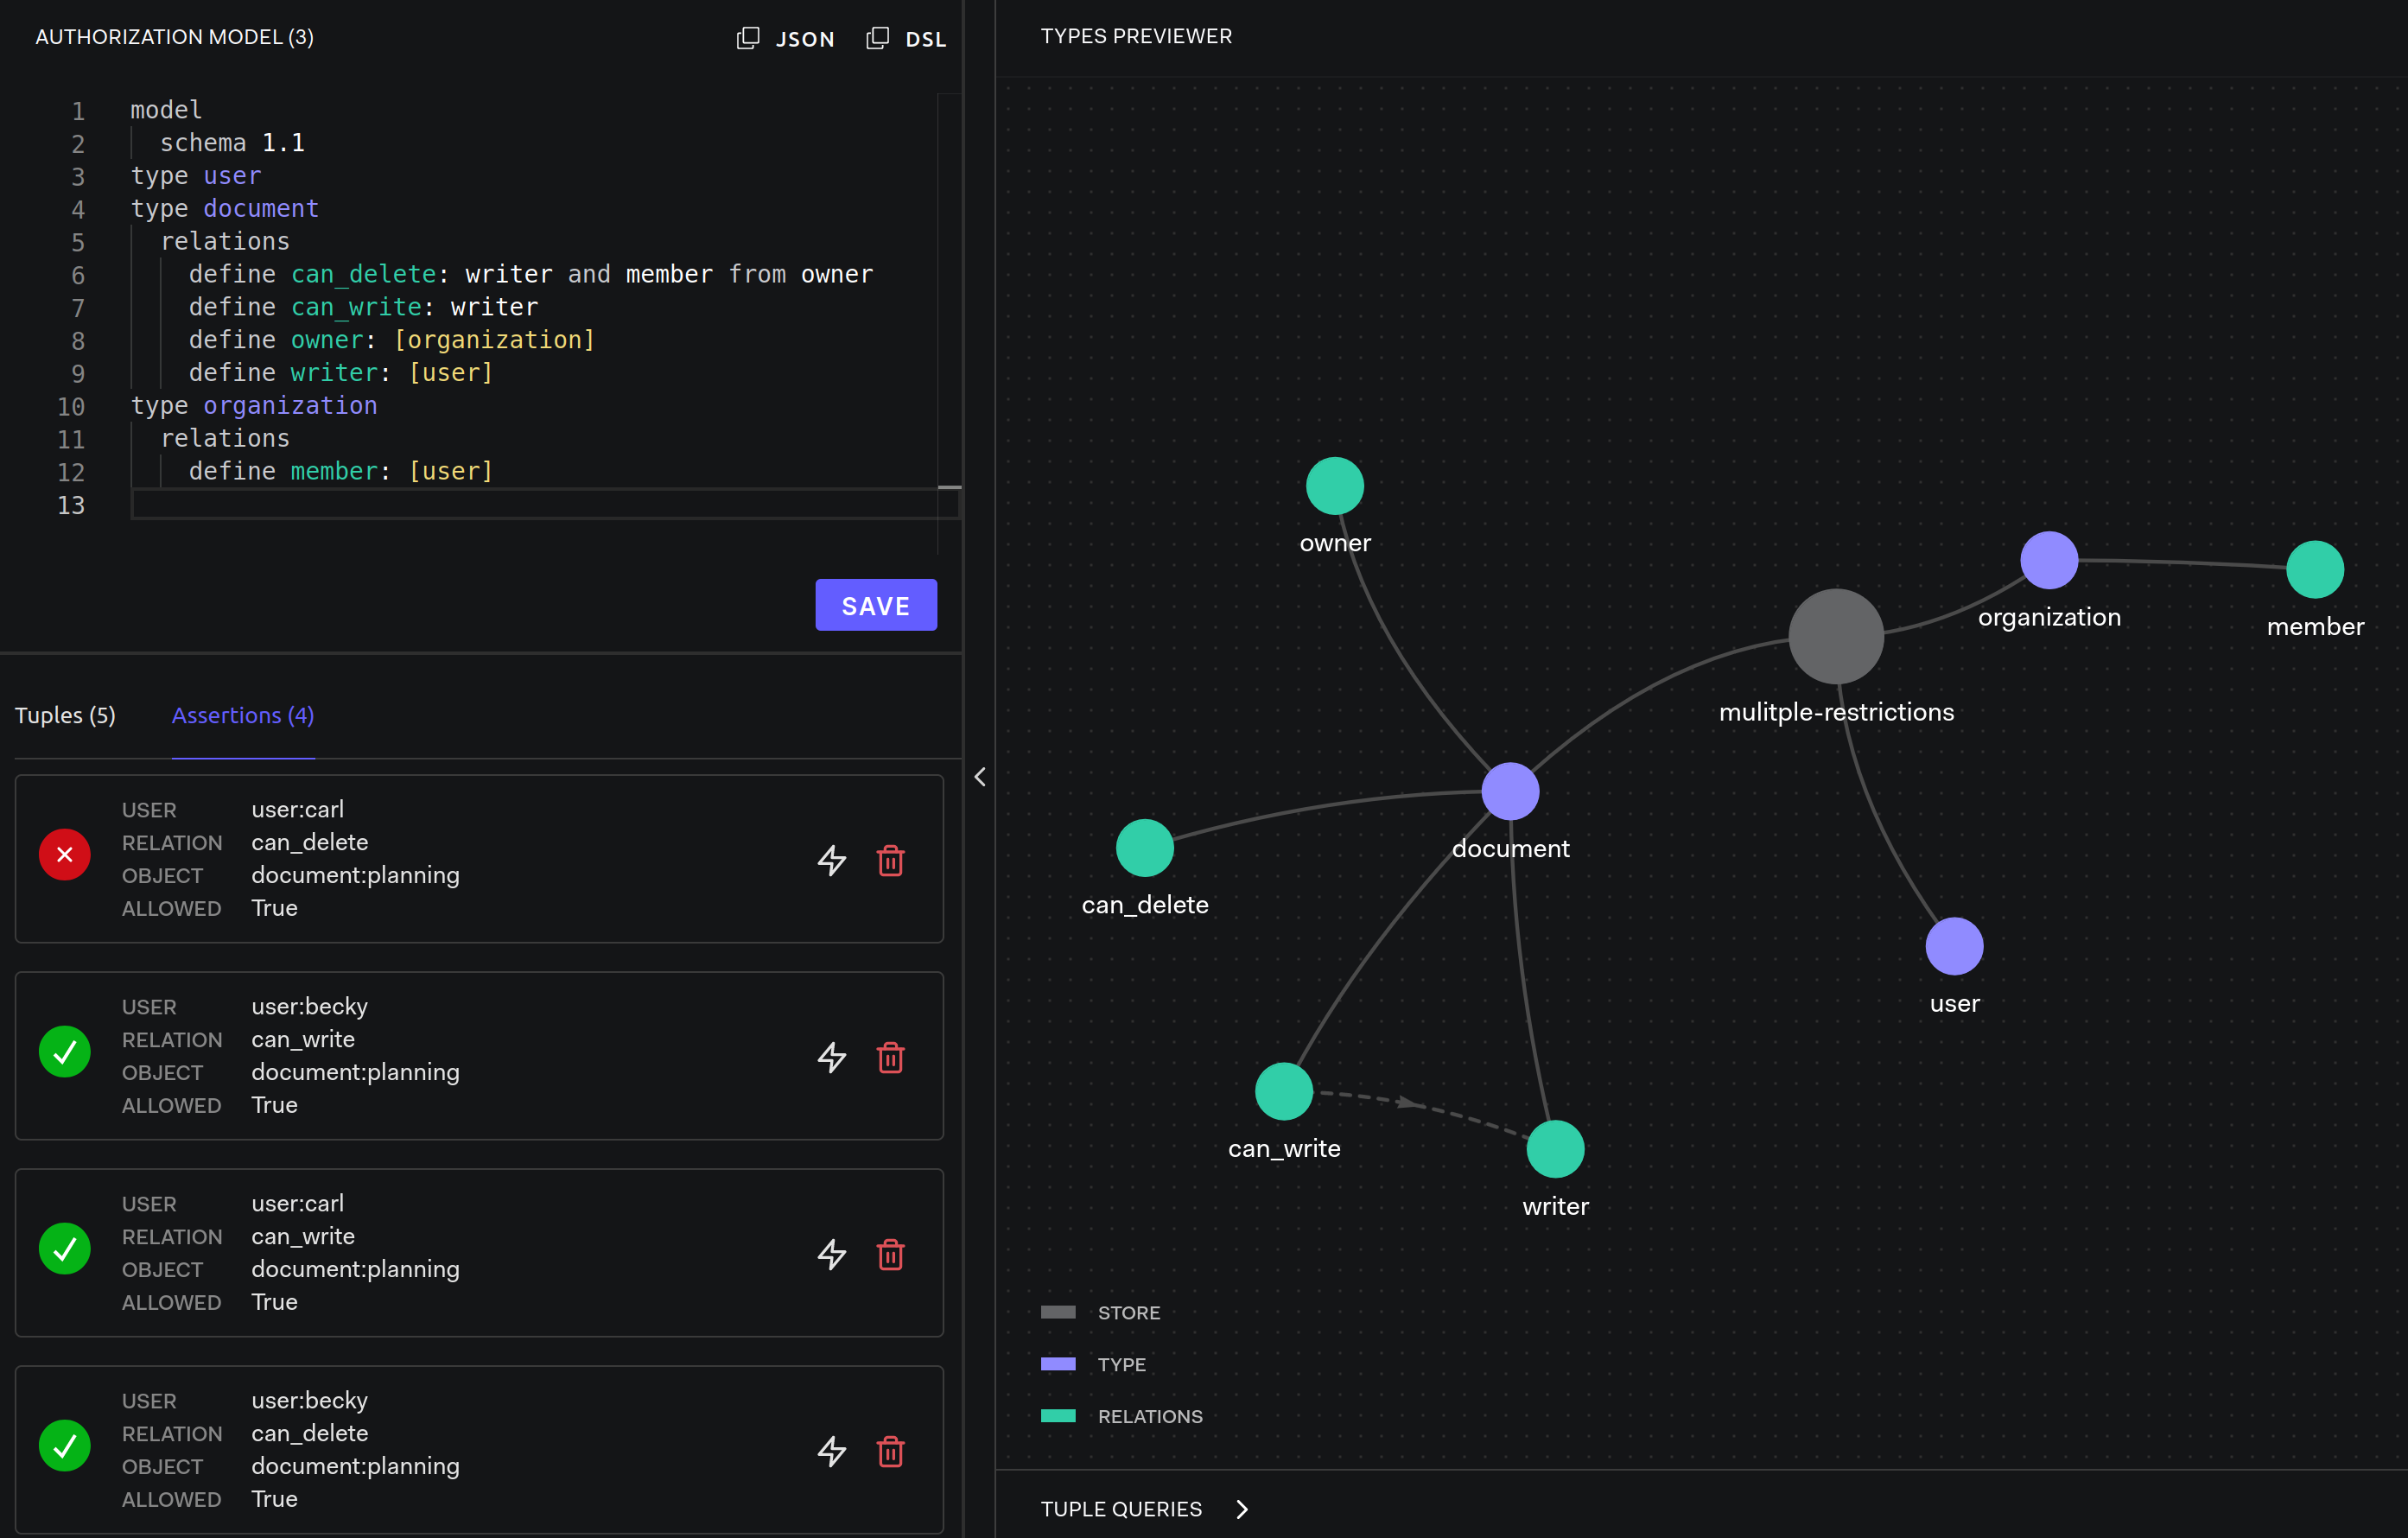 AUTHORIZATION MODEL (3)
JSON
DSL
1 model
2 schema 1.1
3 type user
4 type document
5 relations
6 define can_delete: writer and member from owner
7 define can_write: writer
8 define owner: [organization]
9 define writer: [user]
10 type organization
11 relations
12 define member: [user]
13
SAVE
Tuples (5)
Assertions (4)
USER user:carl
RELATION can_delete
OBJECT document:planning
ALLOWED True
USER user:becky
RELATION can_write
OBJECT document:planning
ALLOWED True
USER user:carl
RELATION can_write
OBJECT document:planning
ALLOWED True
USER user:becky
RELATION can_delete
OBJECT document:planning
ALLOWED True
TYPES PREVIEWER
owner
organization
member
mulitple-restrictions
document
can_delete
user
can_write
writer
STORE
TYPE
RELATIONS
TUPLE QUERIES